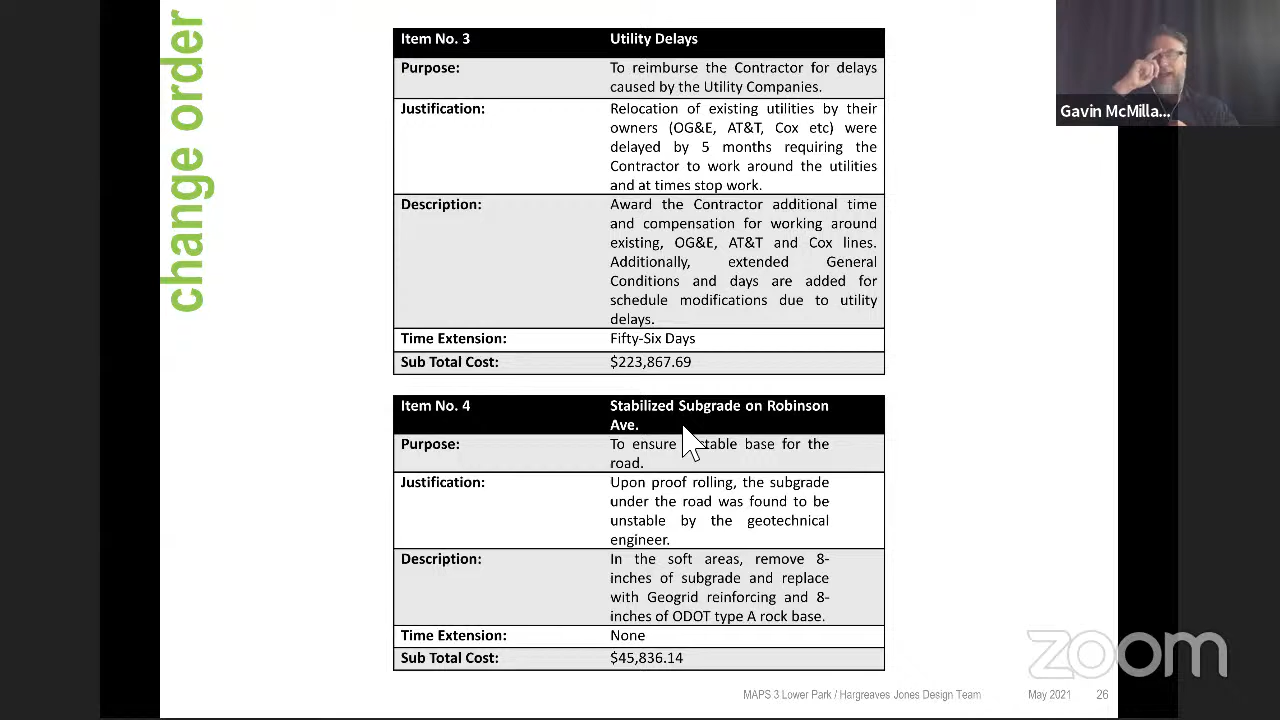 change order
Item No. 3 Utility Delays
Purpose: To reimburse the Contractor for delays
caused by the Utility Companies.
Justification: Relocation of existing utilities by their
owners (OG&E, AT&T, Cox etc) were
delayed by 5 months requiring the
Contractor to work around the utilities
and at times stop work.
Description: Award the Contractor additional time
and compensation for working around
existing, OG&E, AT&T and Cox lines.
Additionally, extended General
Conditions and days are added for
schedule modifications due to utility
delays.
Time Extension: Fifty-Six Days
Sub Total Cost: $223,867.69
Item No. 4 Stabilized Subgrade on Robinson
Ave.
Purpose: To ensure table base for the
road.
Justification: Upon proof rolling, the subgrade
under the road was found to be
unstable by the geotechnical
engineer.
Description: In the soft areas, remove 8-
inches of subgrade and replace
with Geogrid reinforcing and 8-
inches of ODOT type A rock base.
Time Extension: None
Sub Total Cost: $45,836.14
MAPS 3 Lower Park / Hargreaves Jones Design Team May 2021 26
Gavin McMilla...
zoom